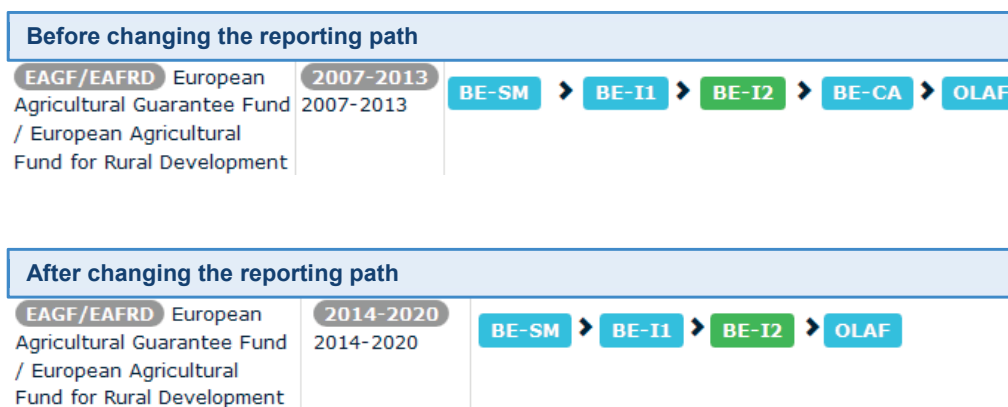 Before changing the reporting path
EAGF/EAFRD European
Agricultural Guarantee Fund
/ European Agricultural
Fund for Rural Development
2007-2013
2007-2013
BE-SM > BE-I1 > BE-I2 > BE-CA > OLAF
After changing the reporting path
EAGF/EAFRD European
Agricultural Guarantee Fund
/ European Agricultural
Fund for Rural Development
2014-2020
2014-2020
BE-SM > BE-I1 > BE-I2 > OLAF